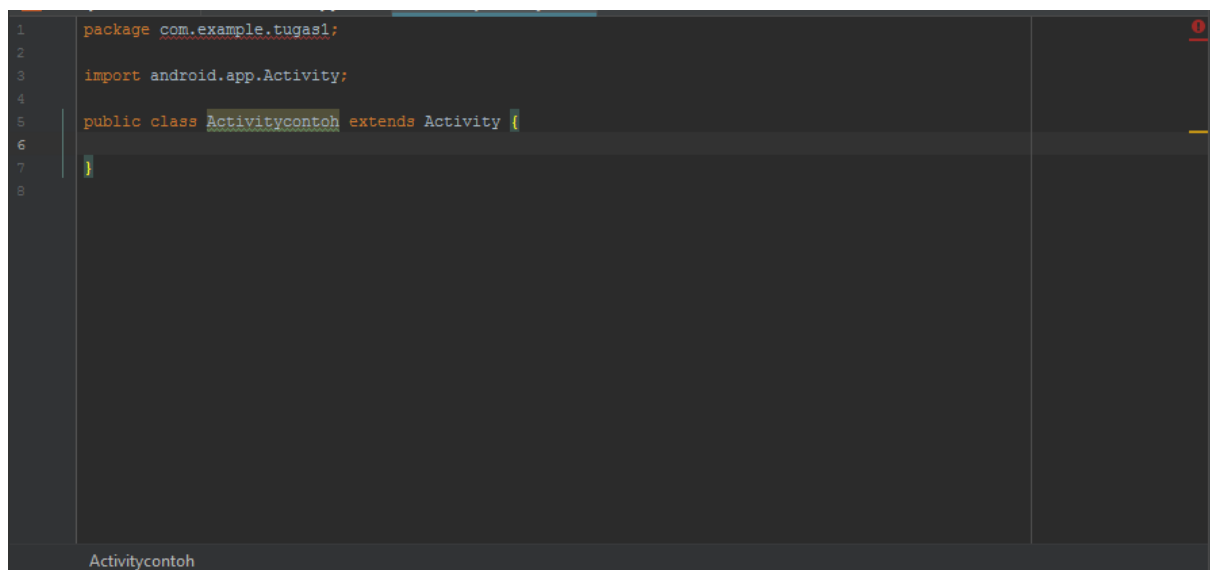 1 package com.example.tugas1;
2
3 import android.app.Activity;
4
5 public class Activitycontoh extends Activity {
6
7 }
8
Activitycontoh